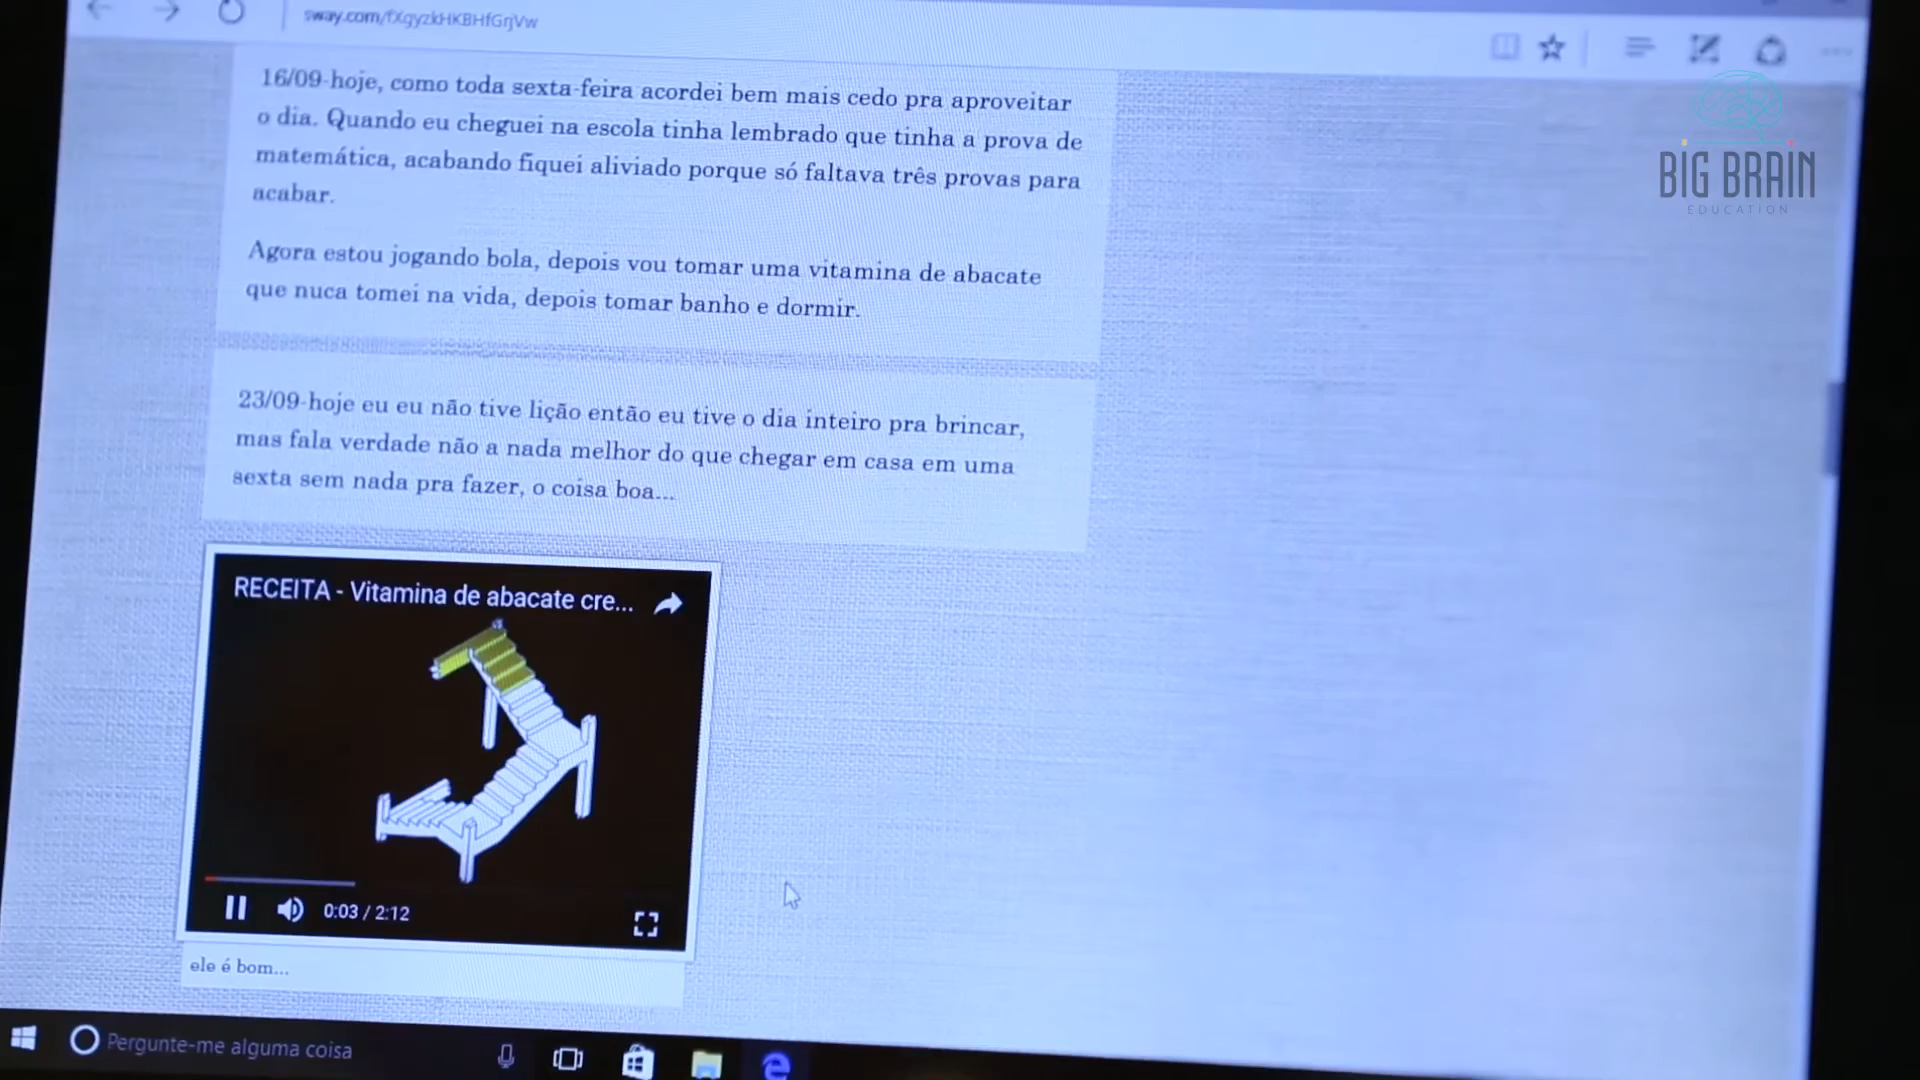 sway.com/fXgyzkHKBHfGrjVw
16/09-hoje, como toda sexta-feira acordei bem mais cedo pra aproveitar
o dia. Quando eu cheguei na escola tinha lembrado que tinha a prova de
matemática, acabando fiquei aliviado porque só faltava três provas para
acabar.
Agora estou jogando bola, depois vou tomar uma vitamina de abacate
que nuca tomei na vida, depois tomar banho e dormir.
23/09-hoje eu eu não tive lição então eu tive o dia inteiro pra brincar,
mas fala verdade não a nada melhor do que chegar em casa em uma
sexta sem nada pra fazer, o coisa boa...
RECEITA - Vitamina de abacate cre...
0:03 / 2:12
ele é bom...
Pergunte-me alguma coisa
BIG BRAIN
EDUCATION